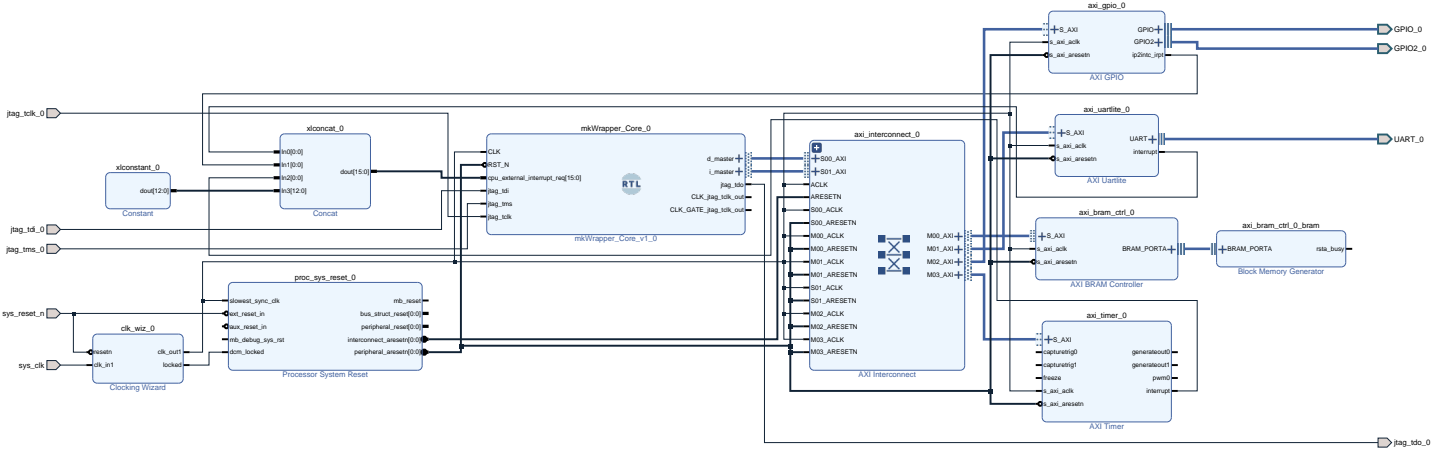 axi_gpio_0
S_AXI
s_axi_aclk
s_axi_aresetn
GPIO
GPIO2
ip2intc_irpt
AXI GPIO
GPIO_0
GPIO2_0
jtag_tclk_0
xlconcat_0
In0[0:0]
In1[0:0]
In2[0:0]
In3[12:0]
dout[15:0]
Concat
xlconstant_0
dout[12:0]
Constant
mkWrapper_Core_0
CLK
RST_N
cpu_external_interrupt_req[15:0]
jtag_tdi
jtag_tms
jtag_tclk
RTL
d_master
i_master
jtag_tdo
CLK_jtag_tclk_out
CLK_GATE_jtag_tclk_out
mkWrapper_Core_v1_0
axi_interconnect_0
S00_AXI
S01_AXI
ACLK
ARESETN
S00_ACLK
S00_ARESETN
M00_ACLK
M00_ARESETN
M01_ACLK
M01_ARESETN
S01_ACLK
S01_ARESETN
M02_ACLK
M02_ARESETN
M03_ACLK
M03_ARESETN
M00_AXI
M01_AXI
M02_AXI
M03_AXI
AXI Interconnect
axi_uartlite_0
S_AXI
s_axi_aclk
s_axi_aresetn
UART
interrupt
AXI Uartlite
UART_0
jtag_tdi_0
jtag_tms_0
axi_bram_ctrl_0
S_AXI
s_axi_aclk
s_axi_aresetn
BRAM_PORTA
AXI BRAM Controller
axi_bram_ctrl_0_bram
BRAM_PORTA
rsta_busy
Block Memory Generator
proc_sys_reset_0
slowest_sync_clk
ext_reset_in
aux_reset_in
mb_debug_sys_rst
dcm_locked
mb_reset
bus_struct_reset[0:0]
peripheral_reset[0:0]
interconnect_aresetn[0:0]
peripheral_aresetn[0:0]
Processor System Reset
sys_reset_n
sys_clk
clk_wiz_0
resetn
clk_in1
clk_out1
locked
Clocking Wizard
axi_timer_0
S_AXI
capturetrig0
capturetrig1
freeze
s_axi_aclk
s_axi_aresetn
generateout0
generateout1
pwm0
interrupt
AXI Timer
jtag_tdo_0